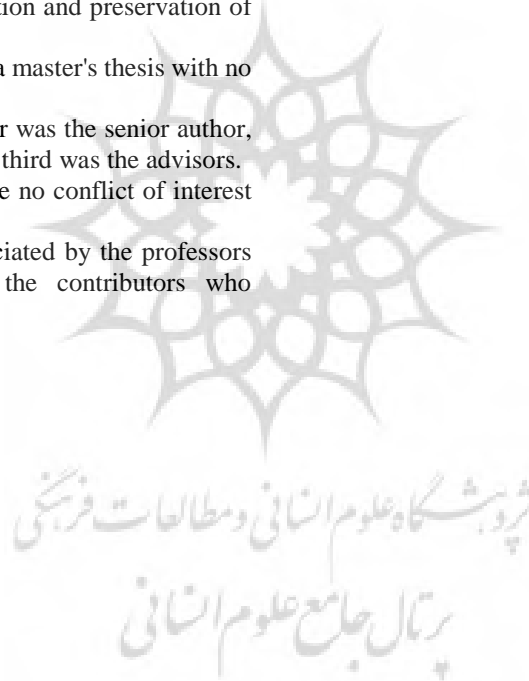 tion and preservation of
a master's thesis with no
r was the senior author,
third was the advisors.
e no conflict of interest
ciated by the professors
the contributors who
پژوهشگاه علوم انسانی و مطالعات فرهنگی
پرتال جامع علوم انسانی